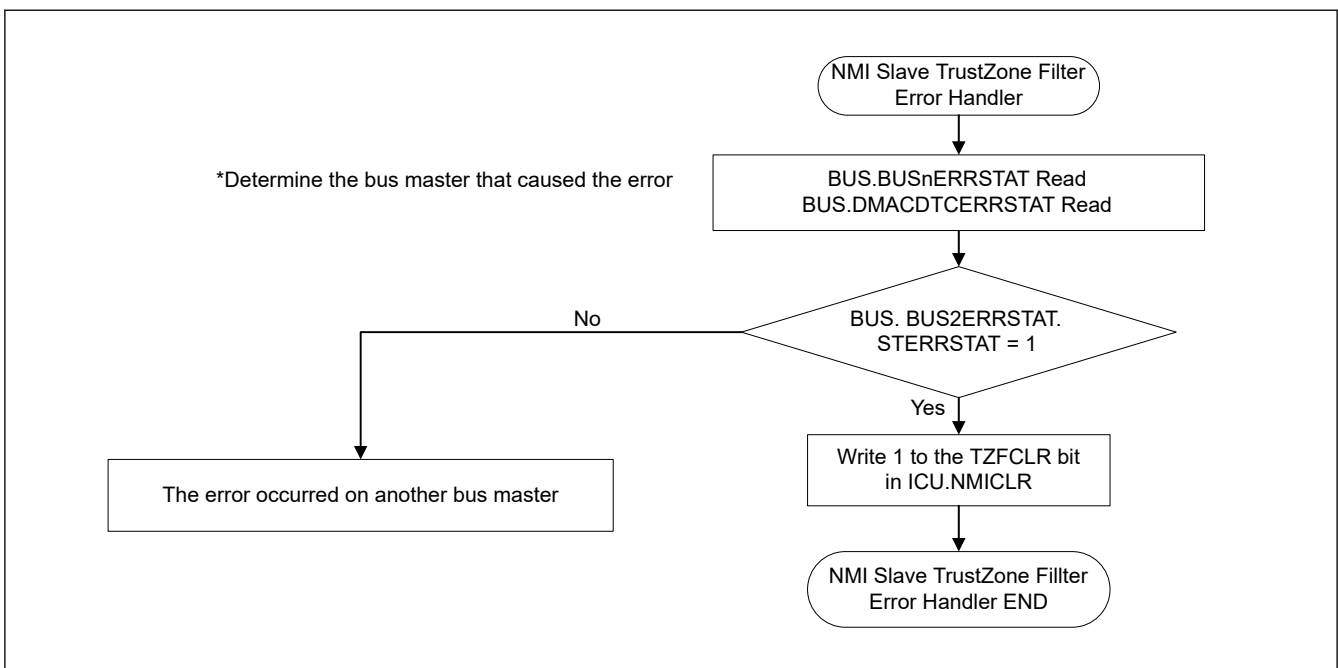 NMI Slave TrustZone Filter
Error Handler
*Determine the bus master that caused the error
BUS.BUSnERRSTAT Read
BUS.DMACDTCERRSTAT Read
No
BUS. BUS2ERRSTAT.
STERRSTAT = 1
Yes
Write 1 to the TZFCLR bit
in ICU.NMICLR
The error occurred on another bus master
NMI Slave TrustZone Fillter
Error Handler END